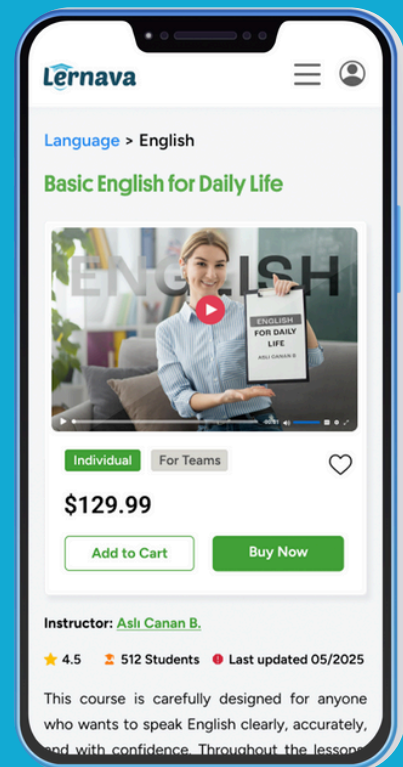 Lernava
Language > English
Basic English for Daily Life
ENGLISH
ENGLISH
FOR DAILY
LIFE
ASLI CANAN B.
Individual
For Teams
$129.99
Add to Cart
Buy Now
Instructor: Aslı Canan B.
4.5
512 Students
Last updated 05/2025
This course is carefully designed for anyone
who wants to speak English clearly, accurately,
and with confidence. Throughout the lessons,